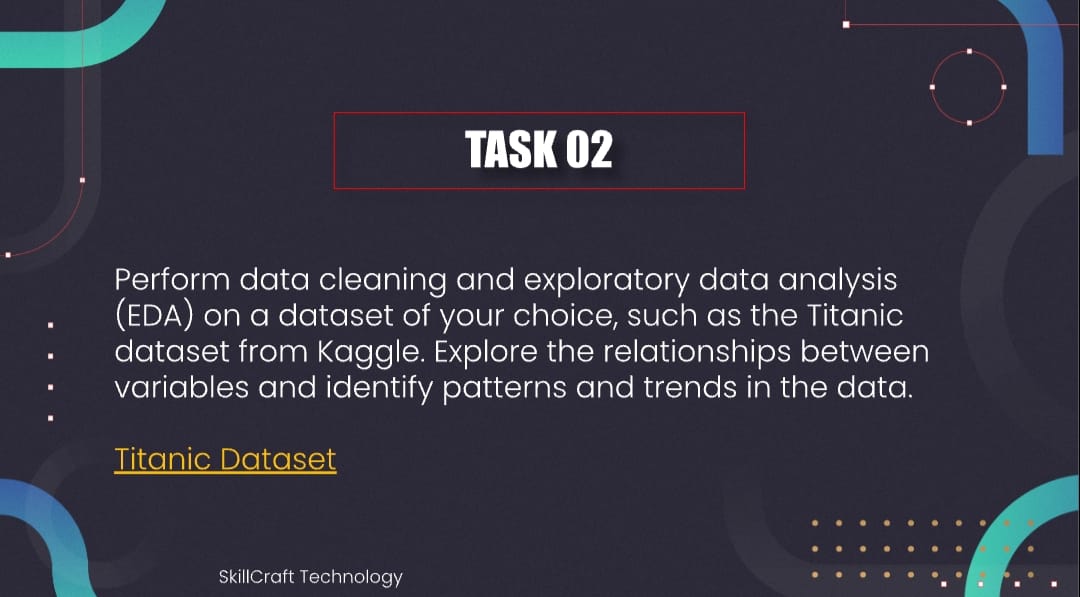 TASK 02
Perform data cleaning and exploratory data analysis
(EDA) on a dataset of your choice, such as the Titanic
dataset from Kaggle. Explore the relationships between
variables and identify patterns and trends in the data.
Titanic Dataset
SkillCraft Technology